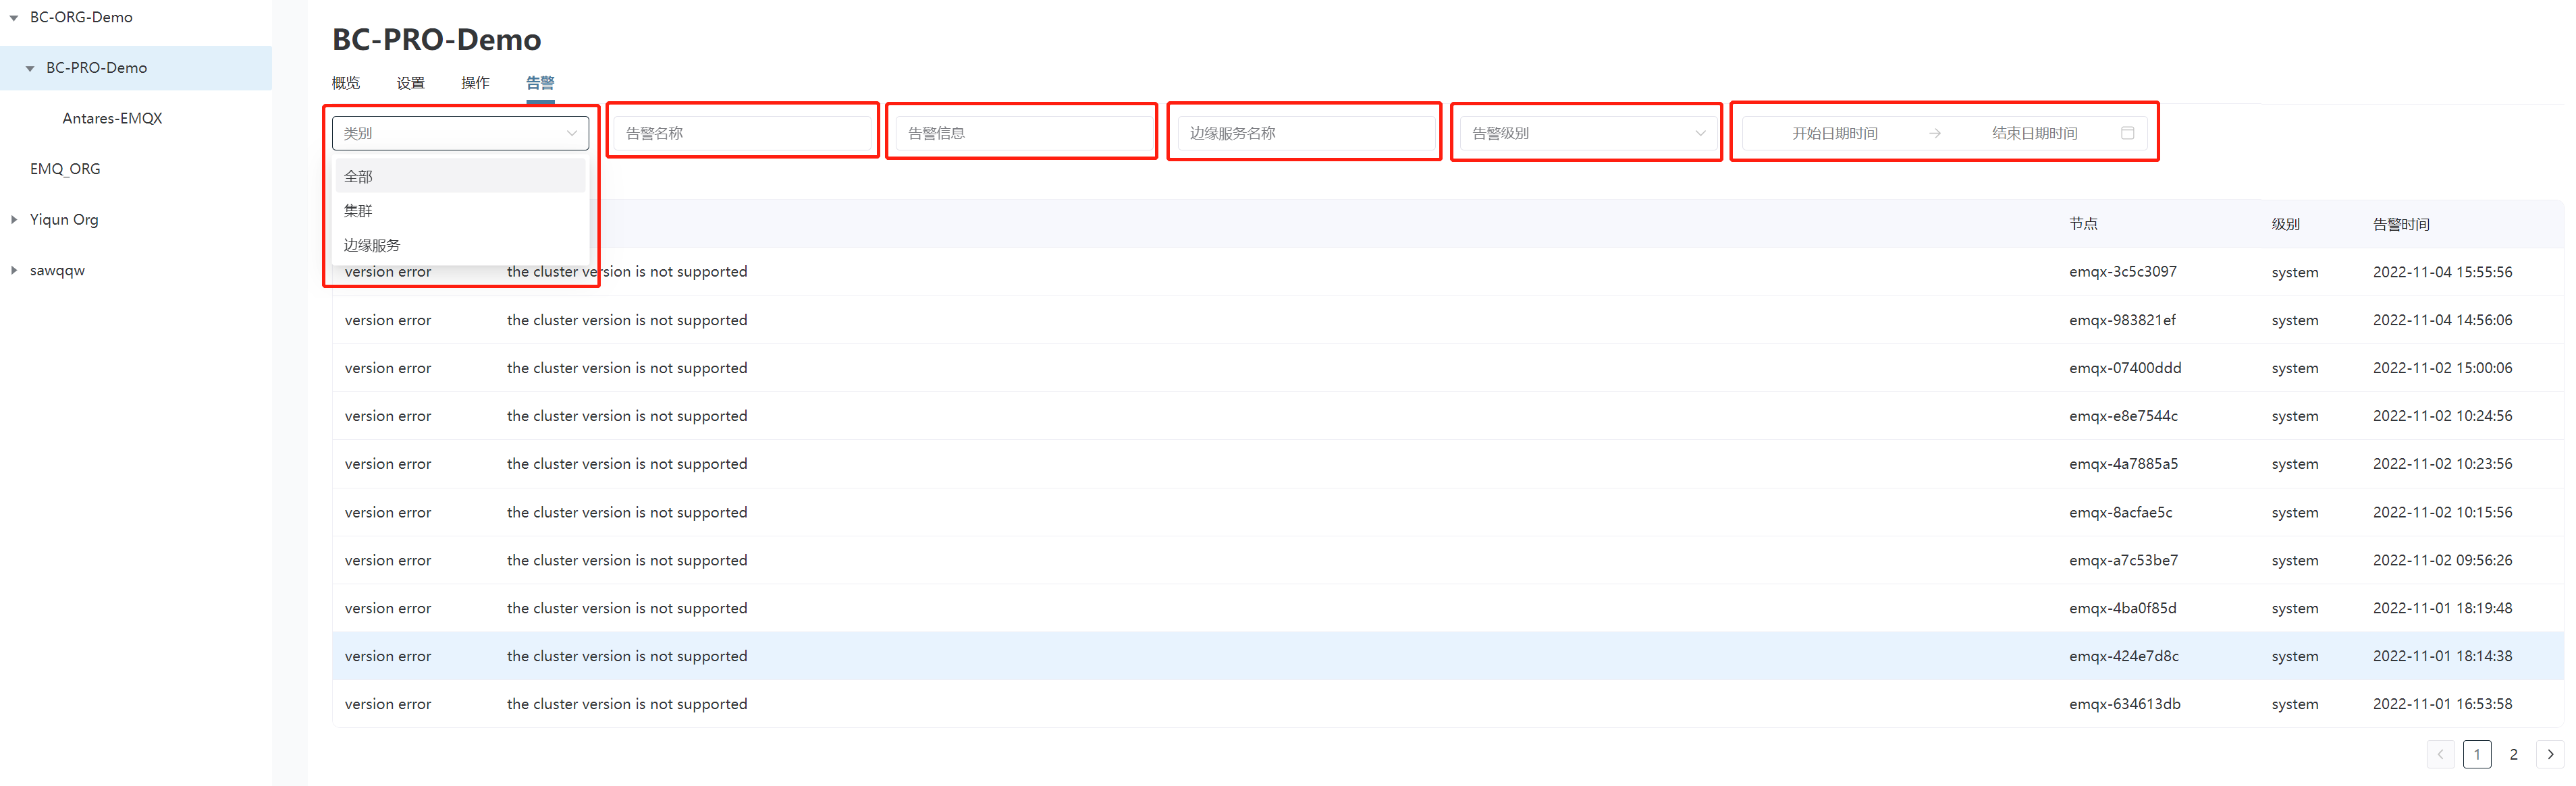 BC-ORG-Demo
BC-PRO-Demo
Antares-EMQX
EMQ_ORG
Yiqun Org
sawqqw
BC-PRO-Demo
概览 设置 操作 告警
类别 告警名称 告警信息 边缘服务名称 告警级别 开始日期时间 → 结束日期时间
全部
集群
边缘服务
节点 级别 告警时间
version error the cluster version is not supported emqx-3c5c3097 system 2022-11-04 15:55:56
version error the cluster version is not supported emqx-983821ef system 2022-11-04 14:56:06
version error the cluster version is not supported emqx-07400ddd system 2022-11-02 15:00:06
version error the cluster version is not supported emqx-e8e7544c system 2022-11-02 10:24:56
version error the cluster version is not supported emqx-4a7885a5 system 2022-11-02 10:23:56
version error the cluster version is not supported emqx-8acfae5c system 2022-11-02 10:15:56
version error the cluster version is not supported emqx-a7c53be7 system 2022-11-02 09:56:26
version error the cluster version is not supported emqx-4ba0f85d system 2022-11-01 18:19:48
version error the cluster version is not supported emqx-424e7d8c system 2022-11-01 18:14:38
version error the cluster version is not supported emqx-634613db system 2022-11-01 16:53:58
1 2